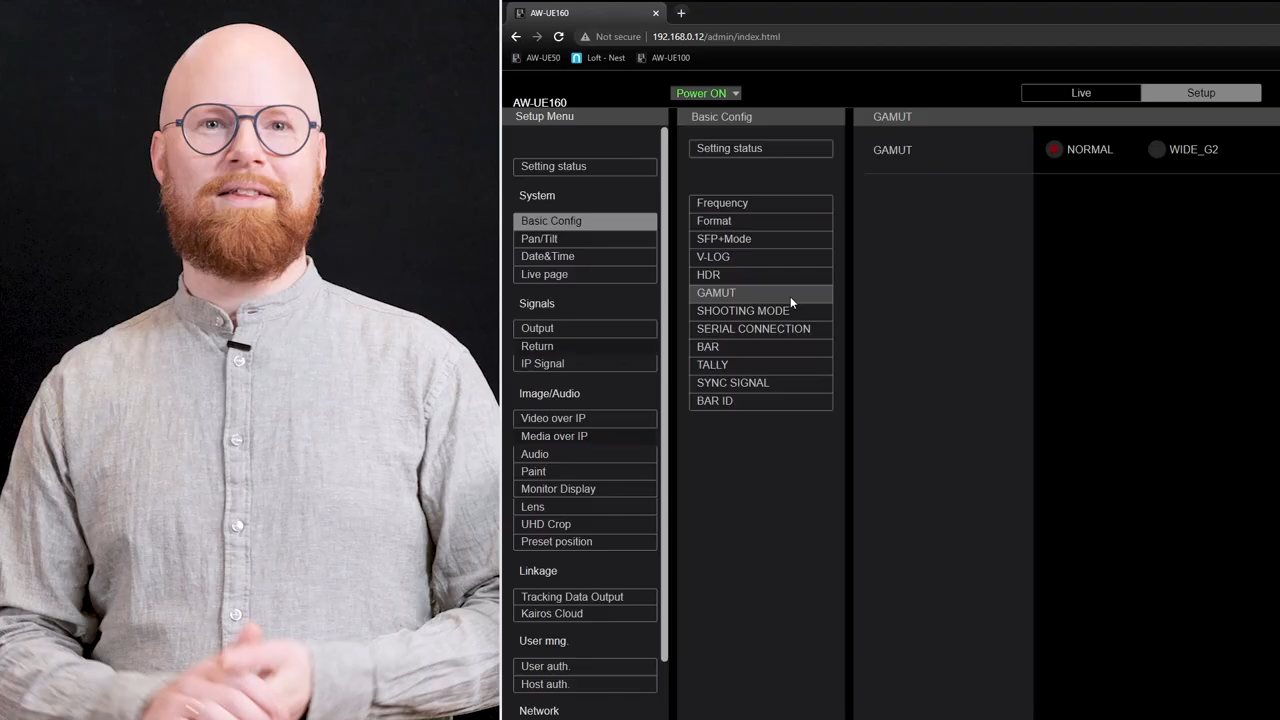 AW-UE160
Not secure 192.168.0.12/admin/index.html
AW-UE50 Loft - Nest AW-UE100
AW-UE160
Power ON
Live Setup
Setup Menu
Setting status
System
Basic Config
Pan/Tilt
Date&Time
Live page
Signals
Output
Return
IP Signal
Image/Audio
Video over IP
Media over IP
Audio
Paint
Monitor Display
Lens
UHD Crop
Preset position
Linkage
Tracking Data Output
Kairos Cloud
User mng.
User auth.
Host auth.
Network
Basic Config
Setting status
Frequency
Format
SFP+Mode
V-LOG
HDR
GAMUT
SHOOTING MODE
SERIAL CONNECTION
BAR
TALLY
SYNC SIGNAL
BAR ID
GAMUT
GAMUT NORMAL WIDE_G2